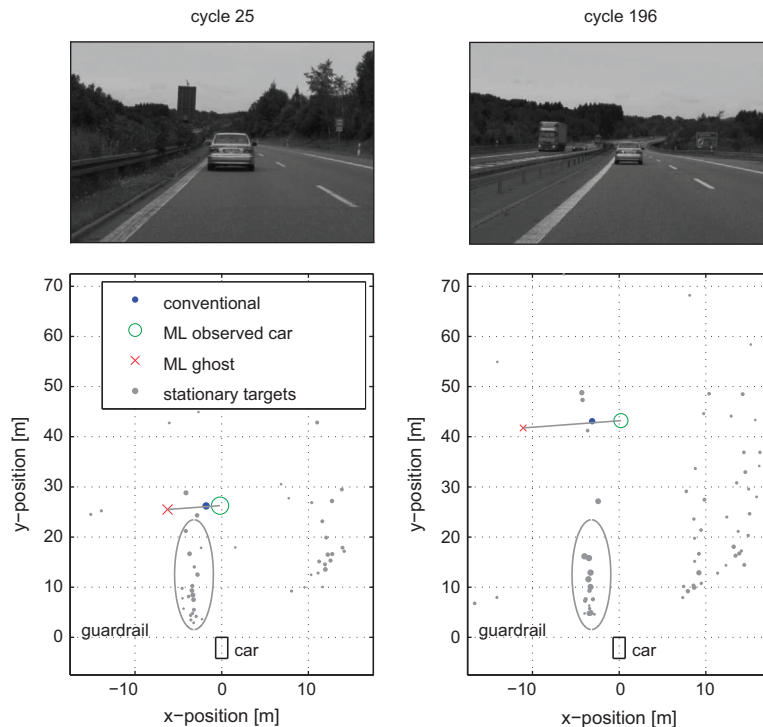 cycle 25
cycle 196
70
60
50
40
30
20
10
0
y−position [m]
conventional
ML observed car
ML ghost
stationary targets
guardrail
car
−10
0
10
x−position [m]
70
60
50
40
30
20
10
0
y−position [m]
guardrail
car
−10
0
10
x−position [m]